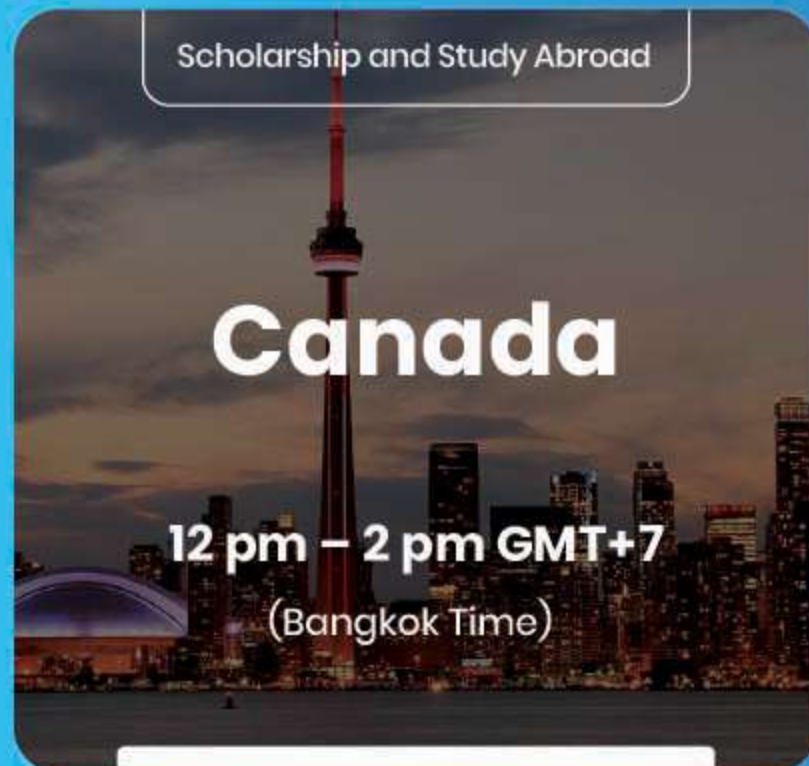 Scholarship and Study Abroad
Canada
12 pm – 2 pm GMT+7
(Bangkok Time)